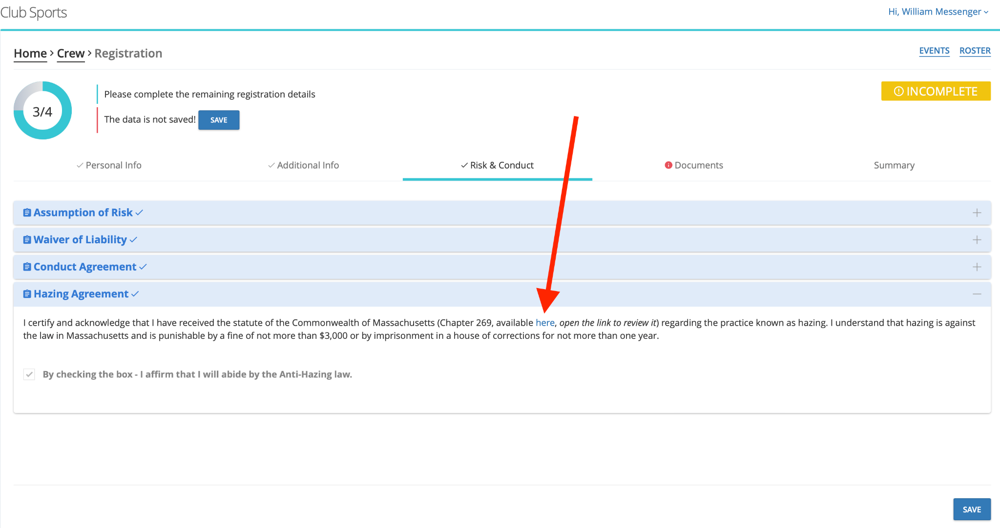 Club Sports
Hi, William Messenger
Home > Crew > Registration
EVENTS ROSTER
3/4
Please complete the remaining registration details
INCOMPLETE
The data is not saved! SAVE
Personal Info
Additional Info
Risk & Conduct
Documents
Summary
Assumption of Risk
Waiver of Liability
Conduct Agreement
Hazing Agreement
I certify and acknowledge that I have received the statute of the Commonwealth of Massachusetts (Chapter 269, available here, open the link to review it) regarding the practice known as hazing. I understand that hazing is against
the law in Massachusetts and is punishable by a fine of not more than $3,000 or by imprisonment in a house of corrections for not more than one year.
By checking the box - I affirm that I will abide by the Anti-Hazing law.
SAVE